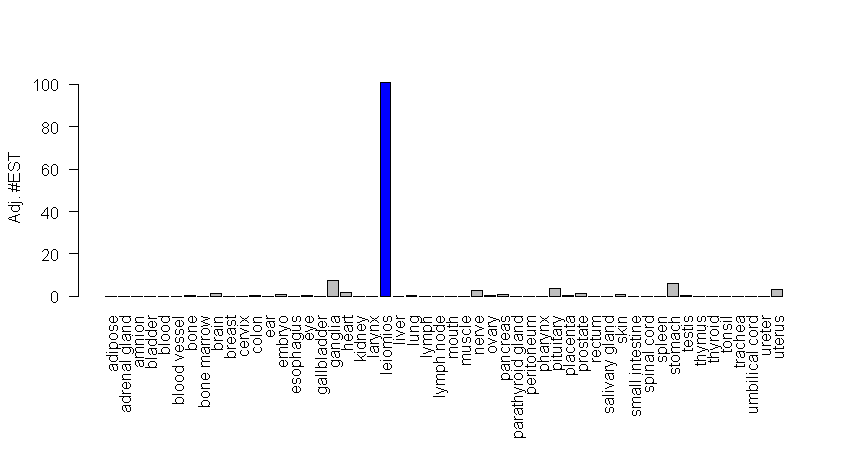 Adj. #EST
100
80
60
40
20
0
adipose
adrenal gland
amnion
bladder
blood
blood vessel
bone
bone marrow
brain
breast
cervix
colon
ear
embryo
esophagus
eye
gallbladder
ganglia
heart
kidney
larynx
leiomios
liver
lung
lymph
lymph node
mouth
muscle
nerve
ovary
pancreas
parathyroid gland
peritoneum
pharynx
pituitary
placenta
prostate
rectum
salivary gland
skin
small intestine
spinal cord
spleen
stomach
testis
thymus
thyroid
tonsil
trachea
umbilical cord
ureter
uterus